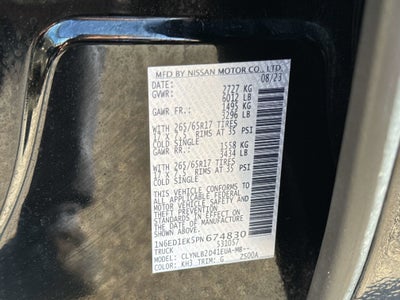 MFD BY NISSAN MOTOR CO., LTD.
DATE: 08/23
GVWR: 2727 KG
6012 LB
GAWR FR: 1495 KG
3296 LB
WITH 265/65R17 TIRES
17 X 7.5 RIMS AT 35 PSI
COLD SINGLE
GAWR RR: 1558 KG
3434 LB
WITH 265/65R17 TIRES
17 X 7.5 RIMS AT 35 PSI
COLD SINGLE
THIS VEHICLE CONFORMS TO
ALL APPLICABLE FEDERAL
MOTOR VEHICLE SAFETY STANDARDS
IN EFFECT ON THE DATE
OF MANUFACTURE SHOWN
ABOVE.
1N6ED1EK5PN674830
TRUCK 531057
MODEL: CLYNLB2D41EUA-MB--
COLOR: KH3 TRIM: G 2500A